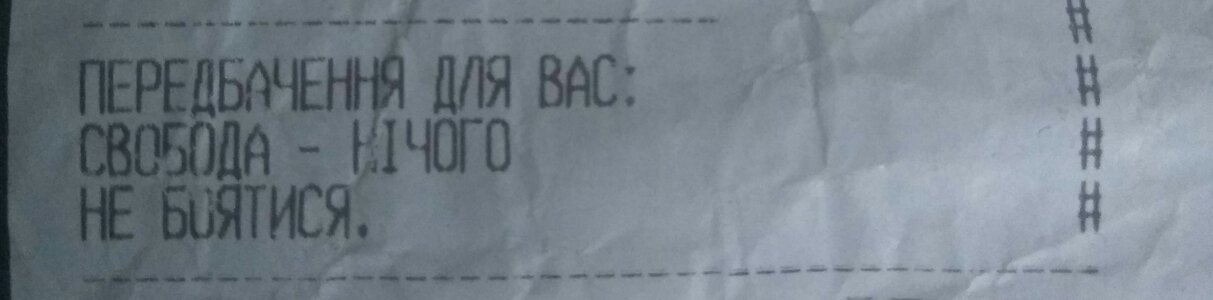 ПЕРЕДБАЧЕННЯ ДЛЯ ВАС: #
СВОБОДА - НІЧОГО #
НЕ БОЯТИСЯ. #